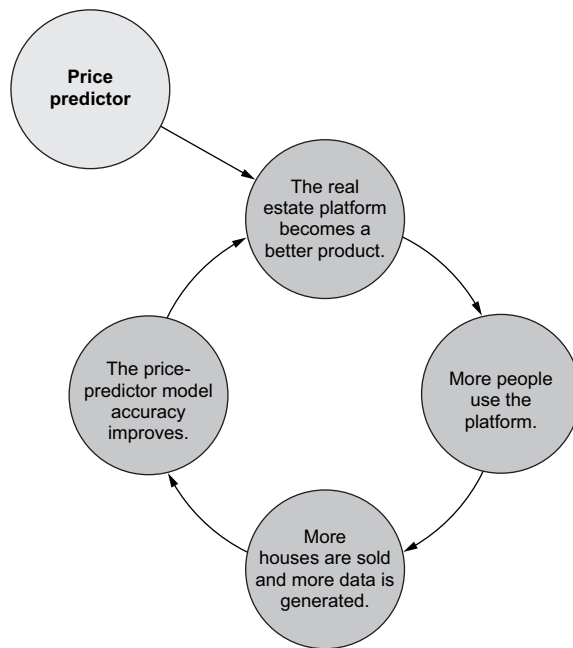 Price
predictor
The real
estate platform
becomes a
better product.
More people
use the
platform.
More
houses are sold
and more data is
generated.
The price-
predictor model
accuracy
improves.